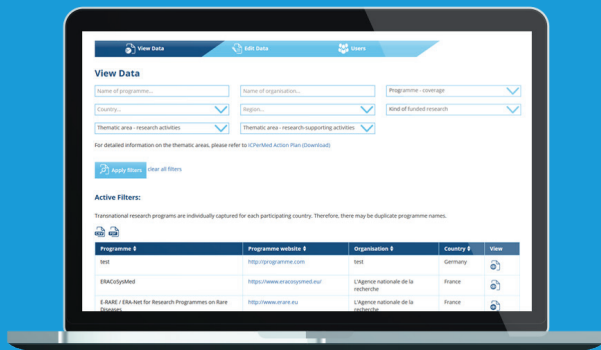 View Data
Edit Data
Users
View Data
Name of programme...
Name of organisation...
Programme - coverage
Country...
Region...
Kind of funded research
Thematic area - research activities
Thematic area - research-supporting activities
For detailed information on the thematic areas, please refer to ICPerMed Action Plan (Download)
Apply filters
clear all filters
Active Filters:
Transnational research programs are individually captured for each participating country. Therefore, there may be duplicate programme names.
Programme
Programme website
Organisation
Country
View
test
http://programme.com
test
Germany
ERACoSysMed
https://www.eracosysmed.eu/
L'Agence nationale de la
recherche
France
E-RARE / ERA-Net for Research Programmes on Rare
Diseases
http://www.erare.eu
L'Agence nationale de la
recherche
France